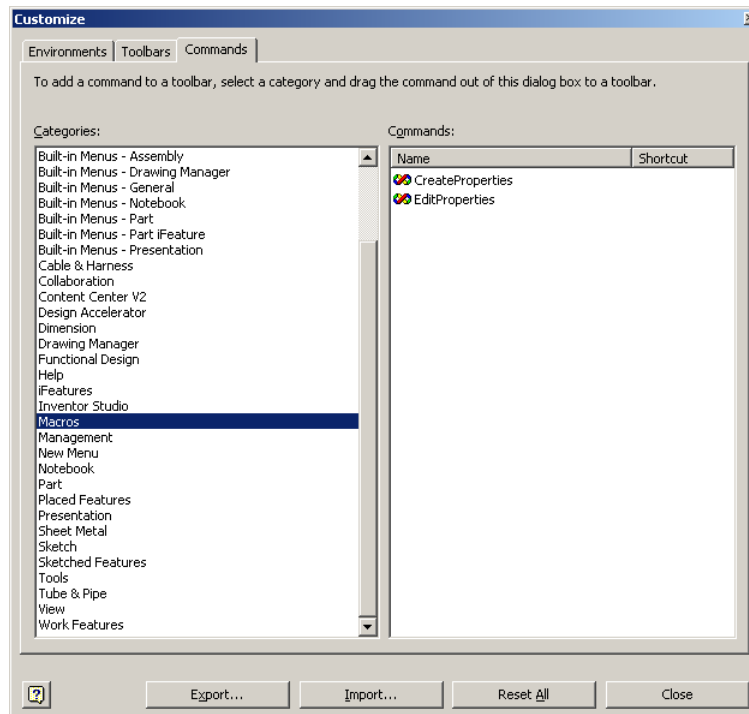 Customize
Environments
Toolbars
Commands
To add a command to a toolbar, select a category and drag the command out of this dialog box to a toolbar.
Categories:
Built-in Menus - Assembly
Built-in Menus - Drawing Manager
Built-in Menus - General
Built-in Menus - Notebook
Built-in Menus - Part
Built-in Menus - Part iFeature
Built-in Menus - Presentation
Cable & Harness
Collaboration
Content Center V2
Design Accelerator
Dimension
Drawing Manager
Functional Design
Help
iFeatures
Inventor Studio
Macros
Management
New Menu
Notebook
Part
Placed Features
Presentation
Sheet Metal
Sketch
Sketched Features
Tools
Tube & Pipe
View
Work Features
Commands:
Name Shortcut
CreateProperties
EditProperties
Export... Import... Reset All Close